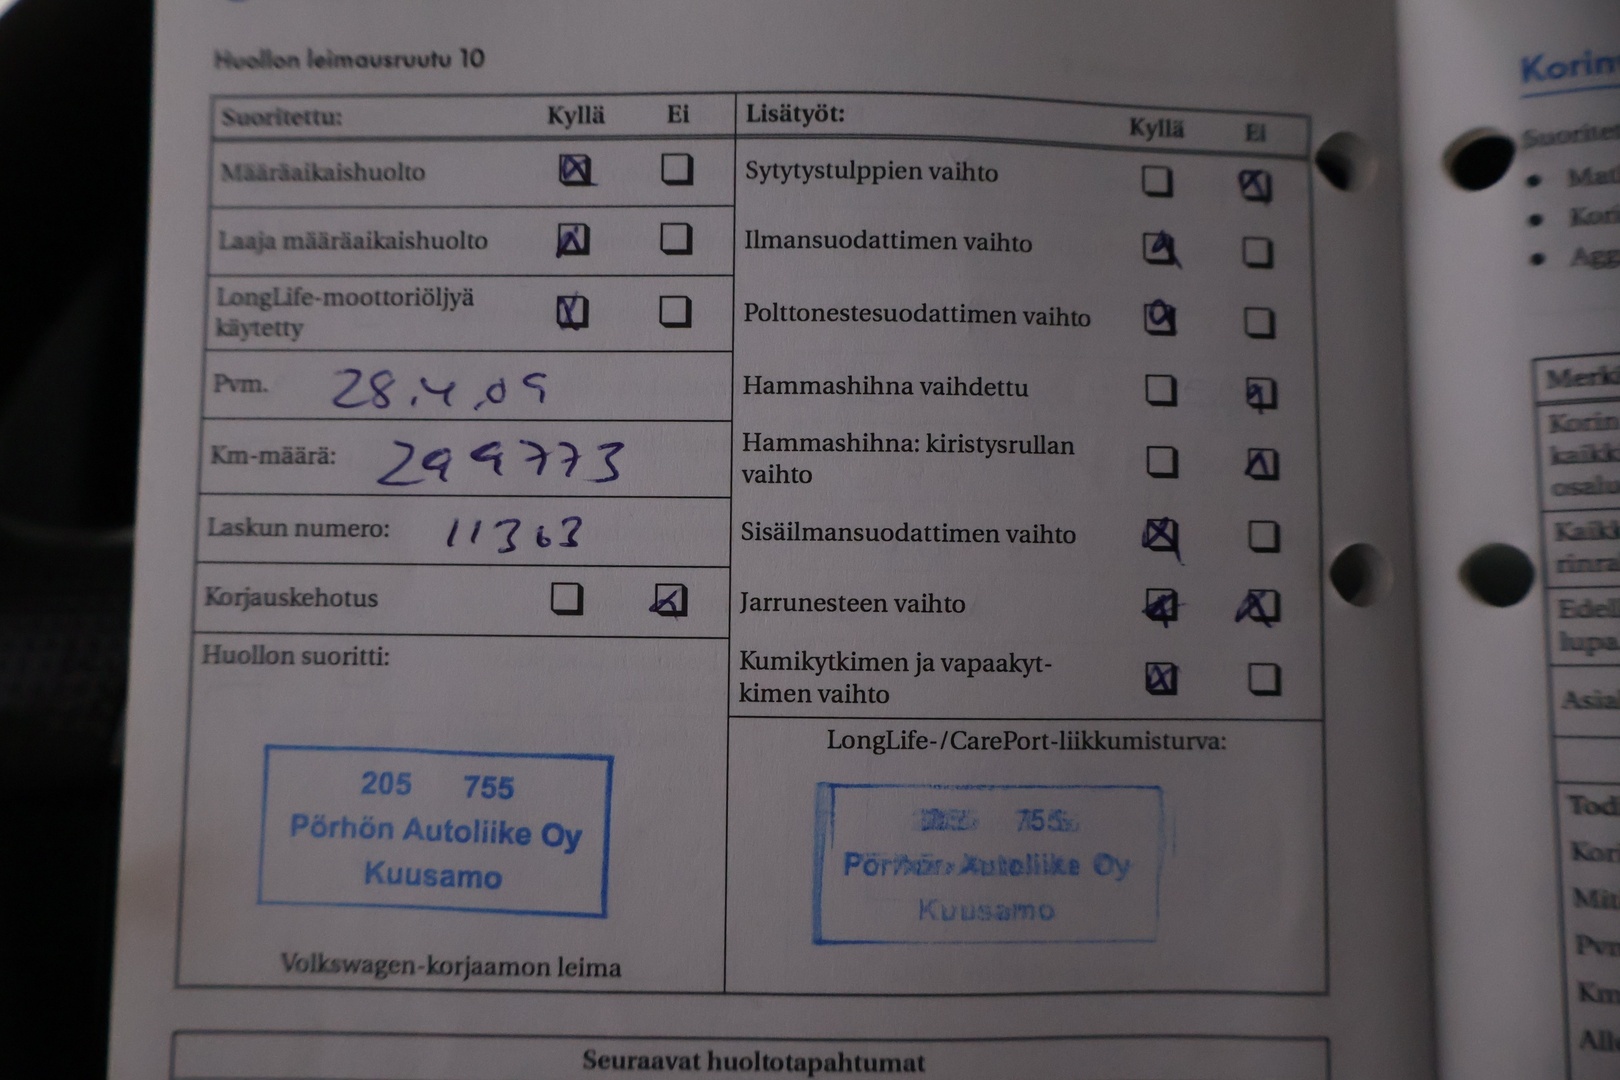 Huollon leimausruutu 10
Suoritettu: Kyllä Ei
Määräaikaishuolto
Laaja määräaikaishuolto
LongLife-moottoriöljyä
käytetty
Pvm. 28.4.09
Km-määrä: 299773
Laskun numero: 11363
Korjauskehotus
Huollon suoritti:
205 755
Pörhön Autoliike Oy
Kuusamo
Volkswagen-korjaamon leima
Lisätyöt: Kyllä Ei
Sytytystulppien vaihto
Ilmansuodattimen vaihto
Polttonestesuodattimen vaihto
Hammashihna vaihdettu
Hammashihna: kiristysrullan
vaihto
Sisäilmansuodattimen vaihto
Jarrunesteen vaihto
Kumikytkimen ja vapaakyt-
kimen vaihto
LongLife-/CarePort-liikkumisturva:
755
Pörhön Autoliike Oy
Kuusamo
Seuraavat huoltotapahtumat